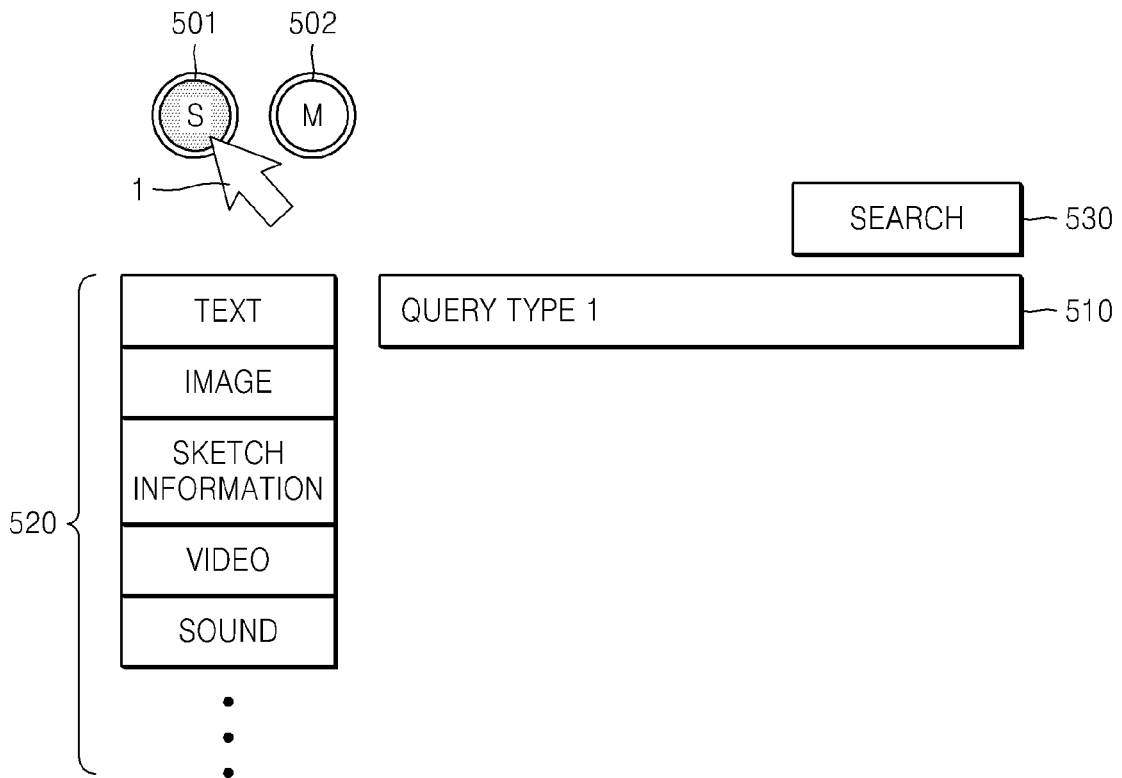 501 502
S M
1
SEARCH 530
TEXT QUERY TYPE 1 510
IMAGE
SKETCH
INFORMATION
520
VIDEO
SOUND